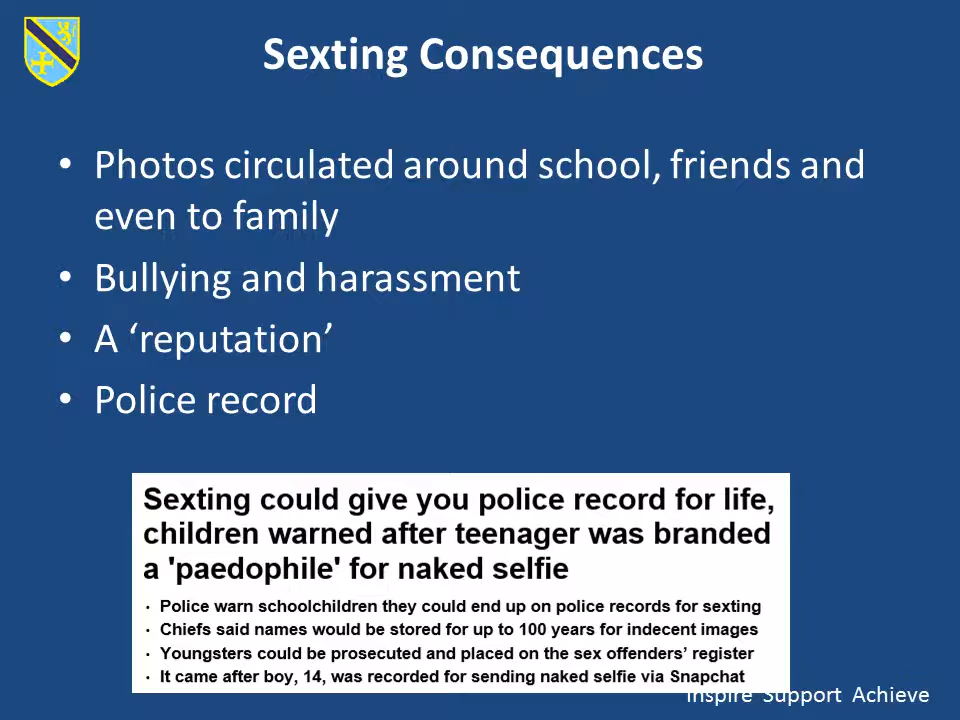 Sexting Consequences
• Photos circulated around school, friends and
even to family
• Bullying and harassment
• A ‘reputation’
• Police record
Sexting could give you police record for life,
children warned after teenager was branded
a 'paedophile' for naked selfie
• Police warn schoolchildren they could end up on police records for sexting
• Chiefs said names would be stored for up to 100 years for indecent images
• Youngsters could be prosecuted and placed on the sex offenders’ register
• It came after boy, 14, was recorded for sending naked selfie via Snapchat
Inspire Support Achieve